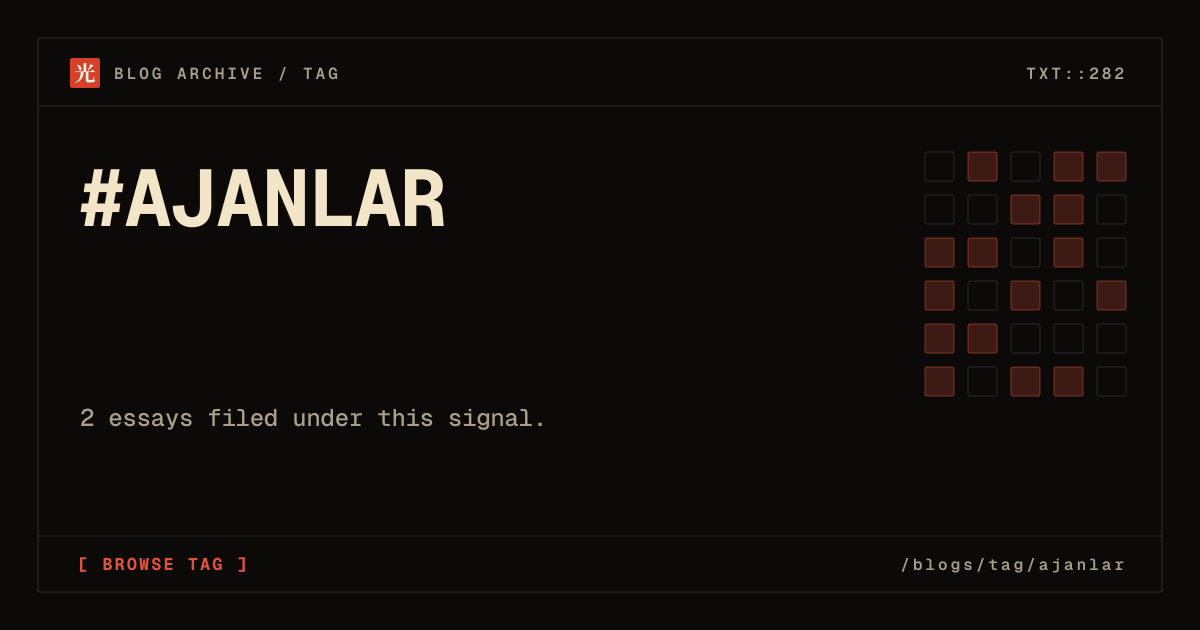 光 BLOG ARCHIVE / TAG
TXT::282
#AJANLAR
2 essays filed under this signal.
[ BROWSE TAG ]
/blogs/tag/ajanlar